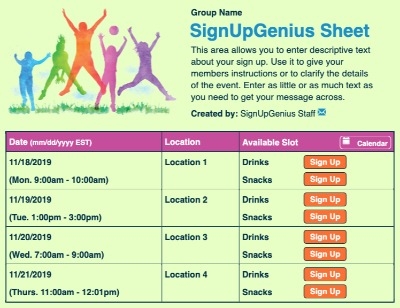 Group Name
SignUpGenius Sheet
This area allows you to enter descriptive text
about your sign up. Use it to give your
members instructions or to clarify the details
of the event. Enter as little or as much text as
you need to get your message across.
Created by: SignUpGenius Staff
Date (mm/dd/yyyy EST) Location Available Slot Calendar
11/18/2019 Location 1 Drinks Sign Up
(Mon. 9:00am - 10:00am) Snacks Sign Up
11/19/2019 Location 2 Drinks Sign Up
(Tue. 1:00pm - 3:00pm) Snacks Sign Up
11/20/2019 Location 3 Drinks Sign Up
(Wed. 7:00am - 9:00am) Snacks Sign Up
11/21/2019 Location 4 Drinks Sign Up
(Thurs. 11:00am - 12:01pm) Snacks Sign Up